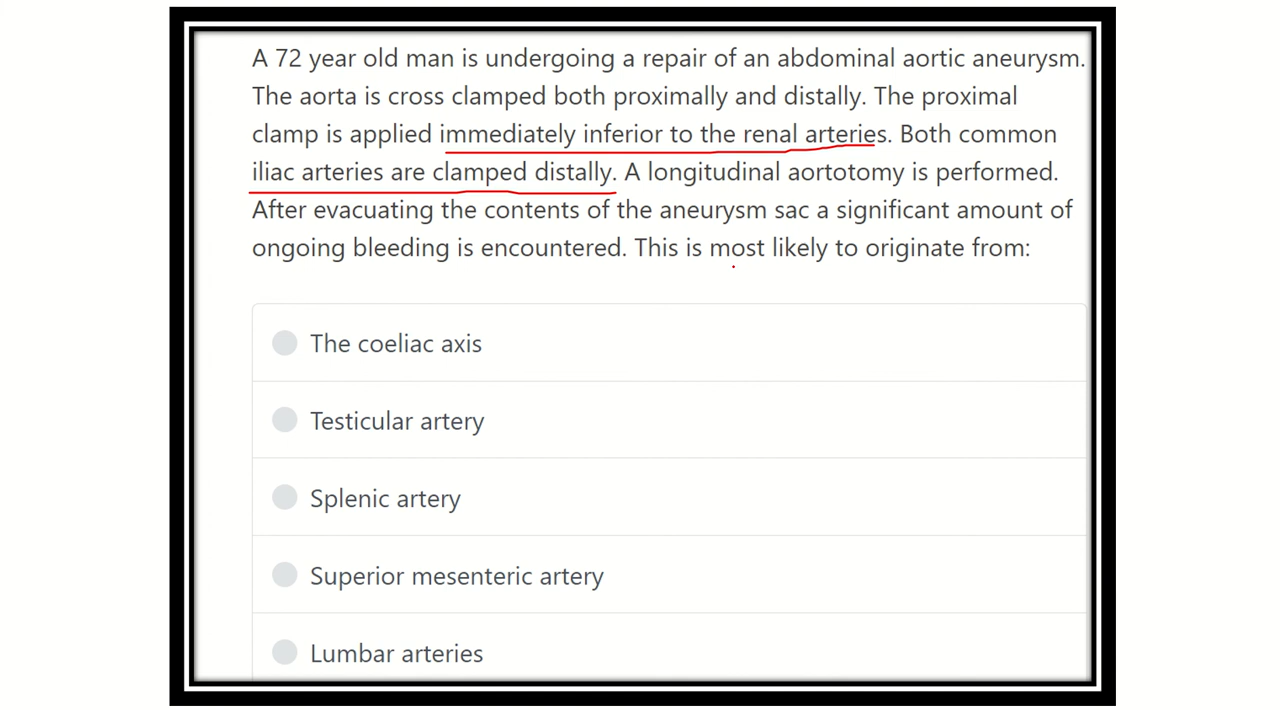 A 72 year old man is undergoing a repair of an abdominal aortic aneurysm.
The aorta is cross clamped both proximally and distally. The proximal
clamp is applied immediately inferior to the renal arteries. Both common
iliac arteries are clamped distally. A longitudinal aortotomy is performed.
After evacuating the contents of the aneurysm sac a significant amount of
ongoing bleeding is encountered. This is most likely to originate from:
The coeliac axis
Testicular artery
Splenic artery
Superior mesenteric artery
Lumbar arteries